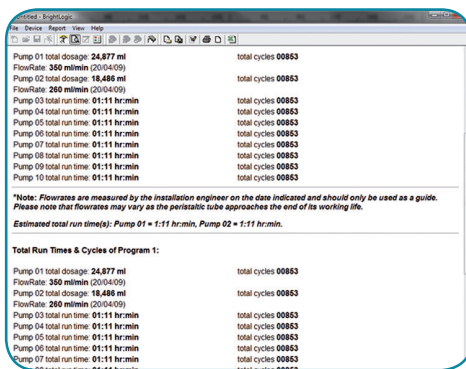 Untitled - BrightLogic
File Device Report View Help
Pump 01 total dosage: 24,877 ml total cycles 00853
FlowRate: 350 ml/min (20/04/09)
Pump 02 total dosage: 18,486 ml total cycles 00853
FlowRate: 260 ml/min (20/04/09)
Pump 03 total run time: 01:11 hr:min total cycles 00853
Pump 04 total run time: 01:11 hr:min total cycles 00853
Pump 05 total run time: 01:11 hr:min total cycles 00853
Pump 06 total run time: 01:11 hr:min total cycles 00853
Pump 07 total run time: 01:11 hr:min total cycles 00853
Pump 08 total run time: 01:11 hr:min total cycles 00853
Pump 09 total run time: 01:11 hr:min total cycles 00853
Pump 10 total run time: 01:11 hr:min total cycles 00853
*Note: Flowrates are measured by the installation engineer on the date indicated and should only be used as a guide.
Please note that flowrates may vary as the peristaltic tube approaches the end of its working life.
Estimated total run time(s): Pump 01 = 1:11 hr:min, Pump 02 = 1:11 hr:min.
Total Run Times & Cycles of Program 1:
Pump 01 total dosage: 24,877 ml total cycles 00853
FlowRate: 350 ml/min (20/04/09)
Pump 02 total dosage: 18,486 ml total cycles 00853
FlowRate: 260 ml/min (20/04/09)
Pump 03 total run time: 01:11 hr:min total cycles 00853
Pump 04 total run time: 01:11 hr:min total cycles 00853
Pump 05 total run time: 01:11 hr:min total cycles 00853
Pump 06 total run time: 01:11 hr:min total cycles 00853
Pump 07 total run time: 01:11 hr:min total cycles 00853